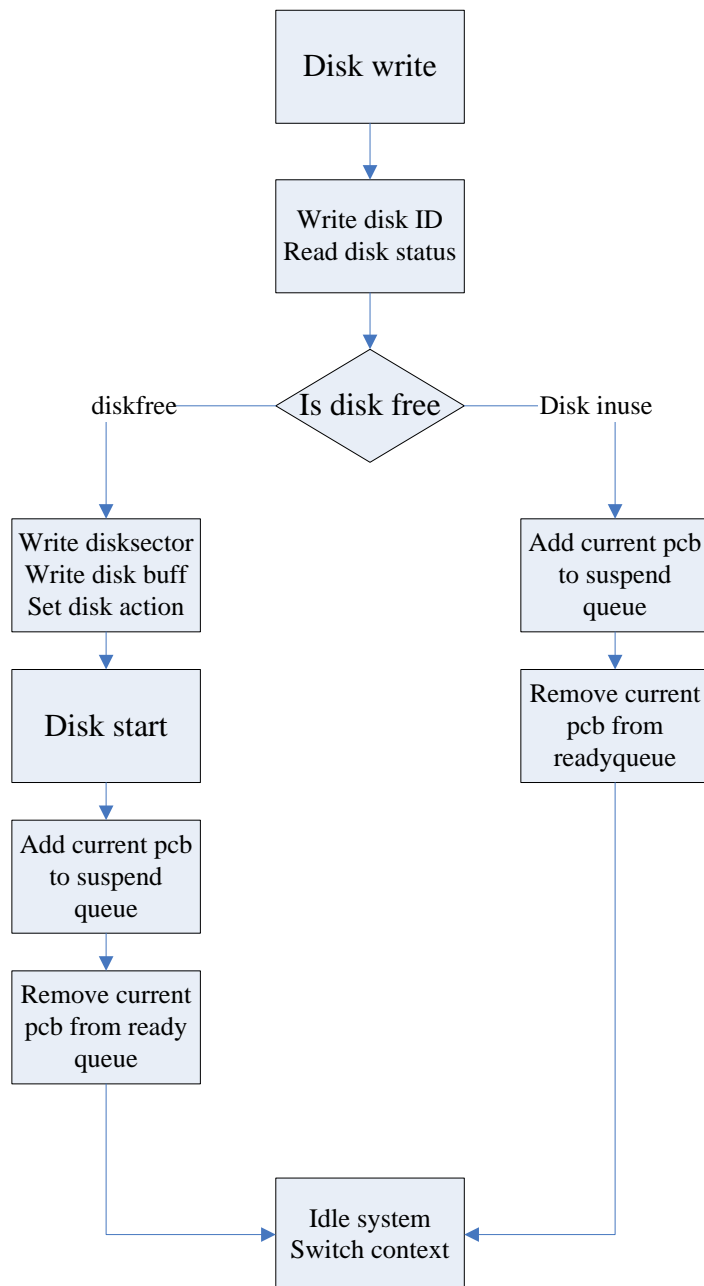 Disk write
Write disk ID
Read disk status
Is disk free
diskfree
Disk inuse
Write disksector
Write disk buff
Set disk action
Disk start
Add current pcb
to suspend
queue
Remove current
pcb from ready
queue
Add current pcb
to suspend
queue
Remove current
pcb from
readyqueue
Idle system
Switch context